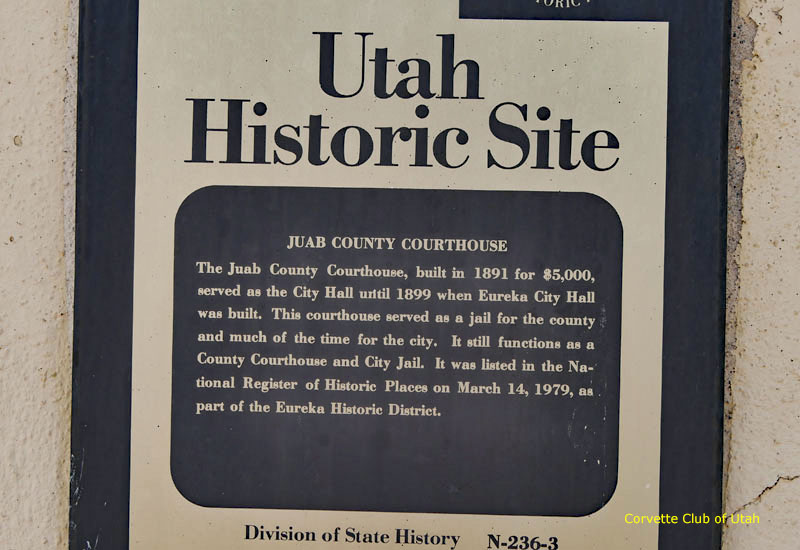 Utah
Historic Site
JUAB COUNTY COURTHOUSE
The Juab County Courthouse, built in 1891 for $5,000,
served as the City Hall until 1899 when Eureka City Hall
was built. This courthouse served as a jail for the county
and much of the time for the city. It still functions as a
County Courthouse and City Jail. It was listed in the Na-
tional Register of Historic Places on March 14, 1979, as
part of the Eureka Historic District.
Division of State History N-236-3
Corvette Club of Utah